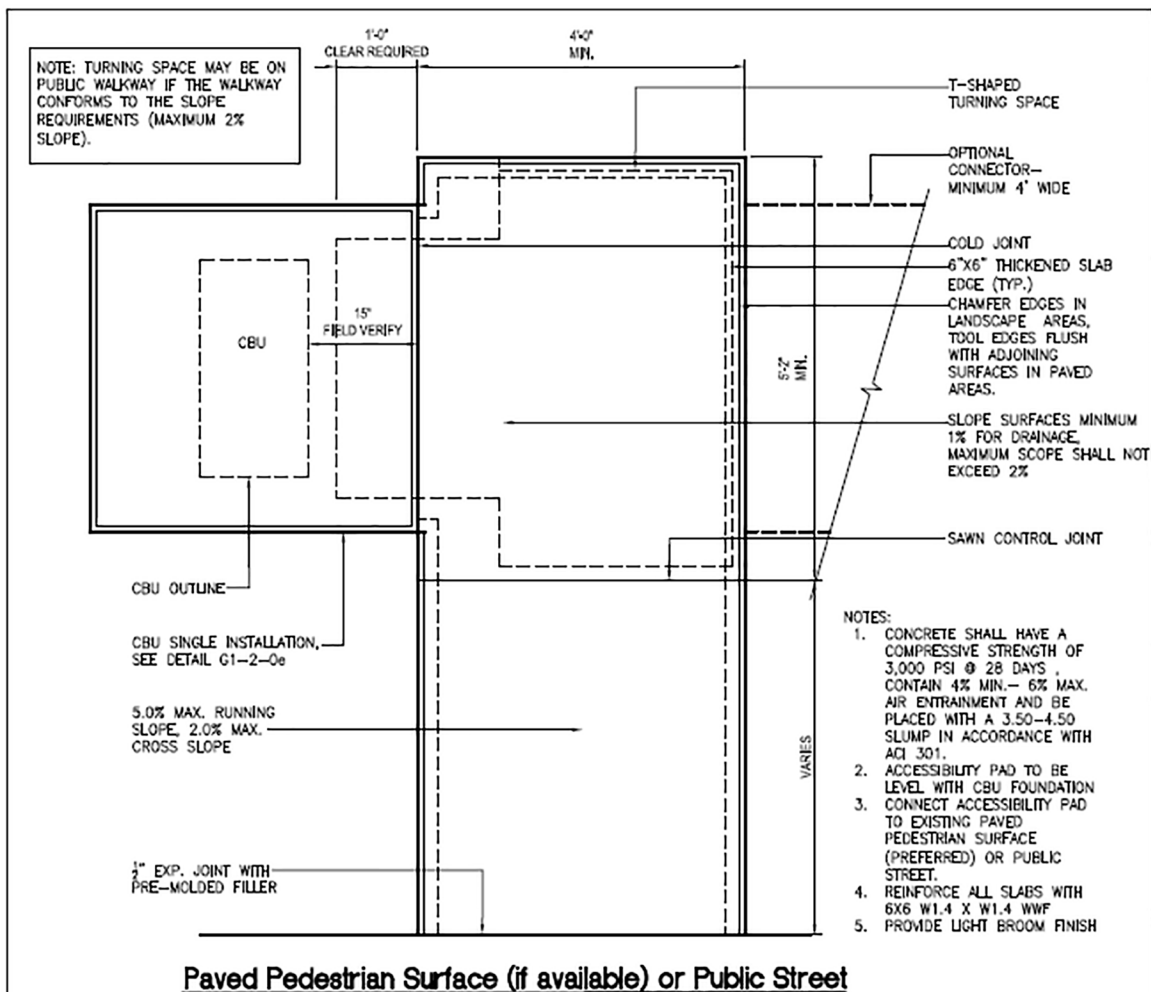 1'-0"
CLEAR REQUIRED
4'-0"
MIN.
NOTE: TURNING SPACE MAY BE ON
PUBLIC WALKWAY IF THE WALKWAY
CONFORMS TO THE SLOPE
REQUIREMENTS (MAXIMUM 2%
SLOPE).
T-SHAPED
TURNING SPACE
OPTIONAL
CONNECTOR-
MINIMUM 4' WIDE
COLD JOINT
6"X6" THICKENED SLAB
EDGE (TYP.)
CHAMFER EDGES IN
LANDSCAPE AREAS,
TOOL EDGES FLUSH
WITH ADJOINING
SURFACES IN PAVED
AREAS.
15"
FIELD VERIFY
CBU
5'-2"
MIN.
SLOPE SURFACES MINIMUM
1% FOR DRAINAGE,
MAXIMUM SCOPE SHALL NOT
EXCEED 2%
SAWN CONTROL JOINT
CBU OUTLINE
CBU SINGLE INSTALLATION,
SEE DETAIL G1-2-0e
5.0% MAX. RUNNING
SLOPE, 2.0% MAX.
CROSS SLOPE
VARIES
½" EXP. JOINT WITH
PRE-MOLDED FILLER
NOTES:
1. CONCRETE SHALL HAVE A
COMPRESSIVE STRENGTH OF
3,000 PSI @ 28 DAYS ,
CONTAIN 4% MIN.- 6% MAX.
AIR ENTRAINMENT AND BE
PLACED WITH A 3.50-4.50
SLUMP IN ACCORDANCE WITH
ACI 301.
2. ACCESSIBILITY PAD TO BE
LEVEL WITH CBU FOUNDATION
3. CONNECT ACCESSIBILITY PAD
TO EXISTING PAVED
PEDESTRIAN SURFACE
(PREFERRED) OR PUBLIC
STREET.
4. REINFORCE ALL SLABS WITH
6X6 W1.4 X W1.4 WWF
5. PROVIDE LIGHT BROOM FINISH
Paved Pedestrian Surface (if available) or Public Street